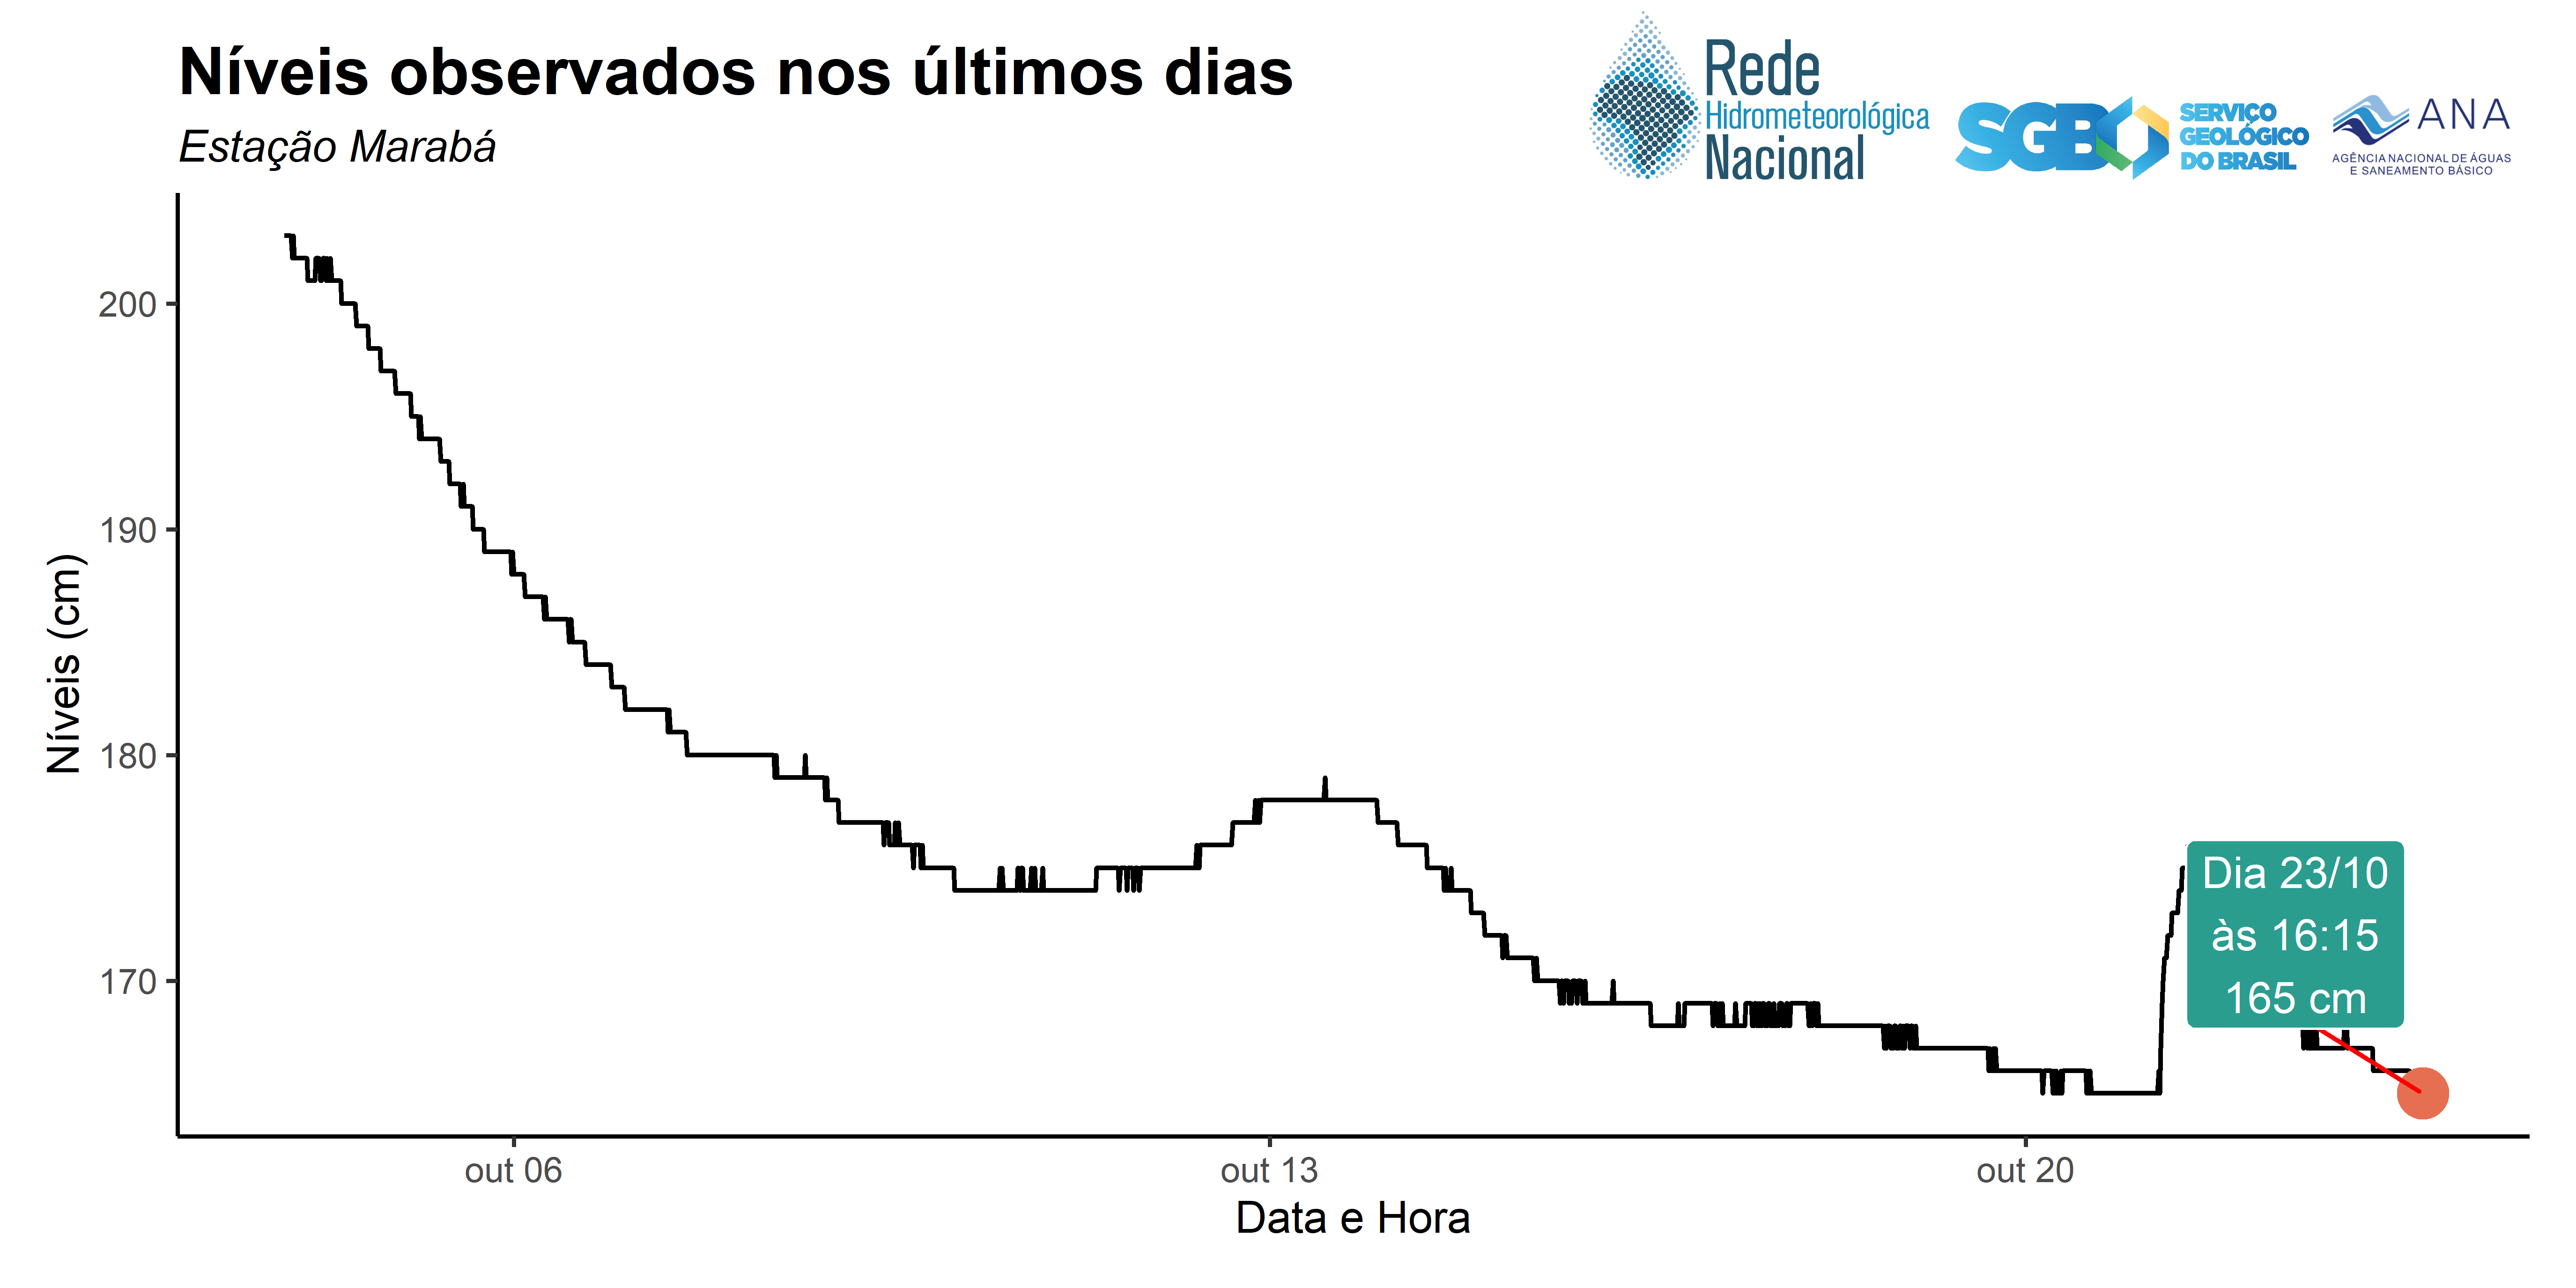 Níveis observados nos últimos dias
Estação Marabá
Rede
Hidrometeorológica
Nacional
SGB
SERVIÇO
GEOLÓGICO
DO BRASIL
ANA
AGÊNCIA NACIONAL DE ÁGUAS
E SANEAMENTO BÁSICO
Níveis (cm)
200
190
180
170
Dia 23/10
às 16:15
165 cm
out 06
out 13
out 20
Data e Hora